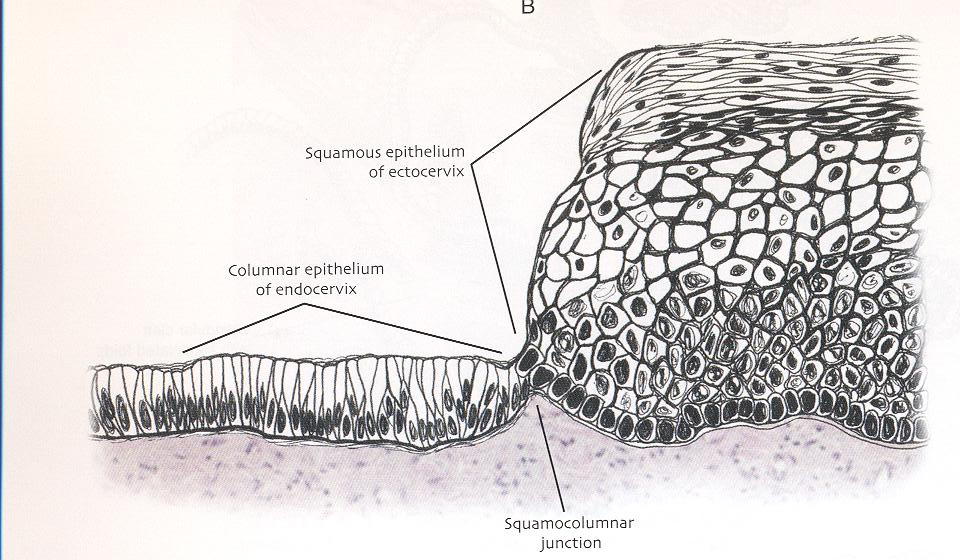 B
Squamous epithelium
of ectocervix
Columnar epithelium
of endocervix
Squamocolumnar
junction